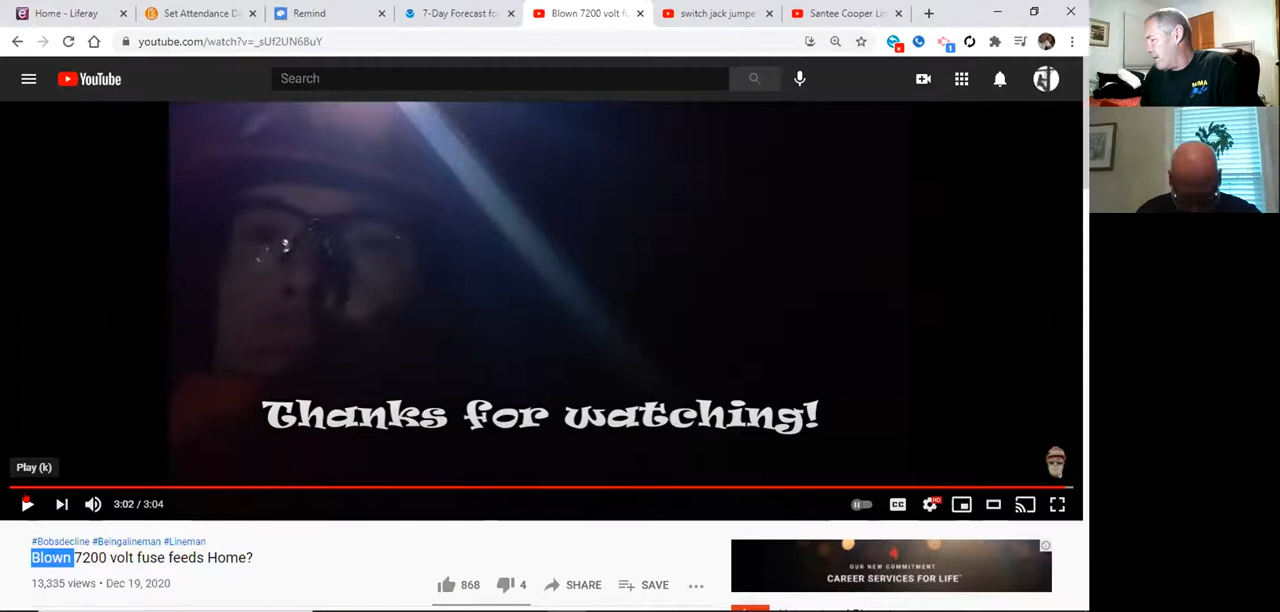 Home - Liferay
Set Attendance Da
Remind
7-Day Forecast fo
Blown 7200 volt fu
switch jack jumpe
Santee Cooper Lin
youtube.com/watch?v=_sUf2UN6BuY
YouTube
Search
Thanks for watching!
Play (k)
3:02 / 3:04
CC
HD
#Bobsdecline #Beingalineman #Lineman
Blown 7200 volt fuse feeds Home?
13,335 views • Dec 19, 2020
868
4
SHARE
SAVE
OUR NEW COMMITMENT
CAREER SERVICES FOR LIFE